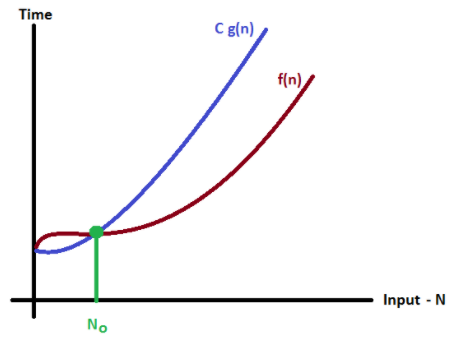 Time
C g(n)
f(n)
Input - N
No